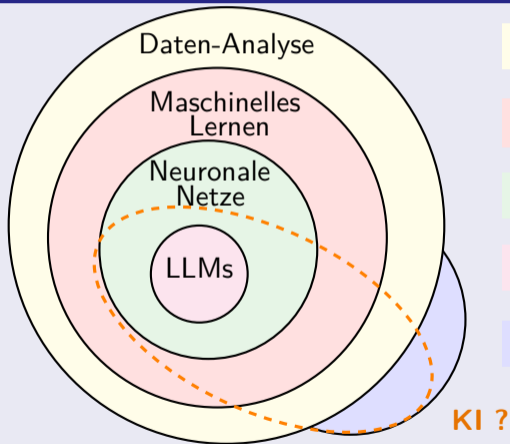 Daten-Analyse
Maschinelles
Lernen
Neuronale
Netze
LLMs
KI ?